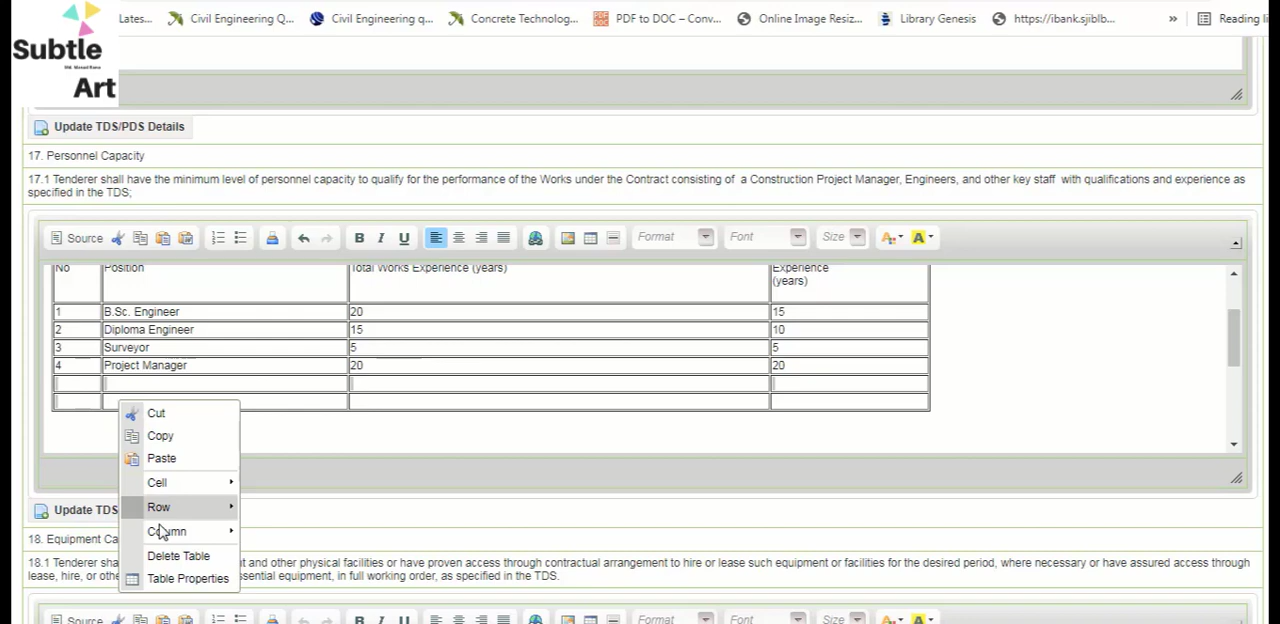 Subtle
Art
Lates...
Civil Engineering Q...
Civil Engineering q...
Concrete Technolog...
PDF to DOC – Conv...
Online Image Resiz...
Library Genesis
https://ibank.sjiblb...
»
Reading li
Update TDS/PDS Details
17. Personnel Capacity
17.1 Tenderer shall have the minimum level of personnel capacity to qualify for the performance of the Works under the Contract consisting of a Construction Project Manager, Engineers, and other key staff with qualifications and experience as
specified in the TDS;
Source
B I U
Format
Font
Size
A
A
No Position Total Works Experience (years) Experience
(years)
1 B.Sc. Engineer 20 15
2 Diploma Engineer 15 10
3 Surveyor 5 5
4 Project Manager 20 20
Cut
Copy
Paste
Cell
Row
Column
Delete Table
Table Properties
Update TDS
18. Equipment Ca
18.1 Tenderer sha nt and other physical facilities or have proven access through contractual arrangement to hire or lease such equipment or facilities for the desired period, where necessary or have assured access through
lease, hire, or othe ssential equipment, in full working order, as specified in the TDS.
Source
B I U
Format
Font
Size
A
A